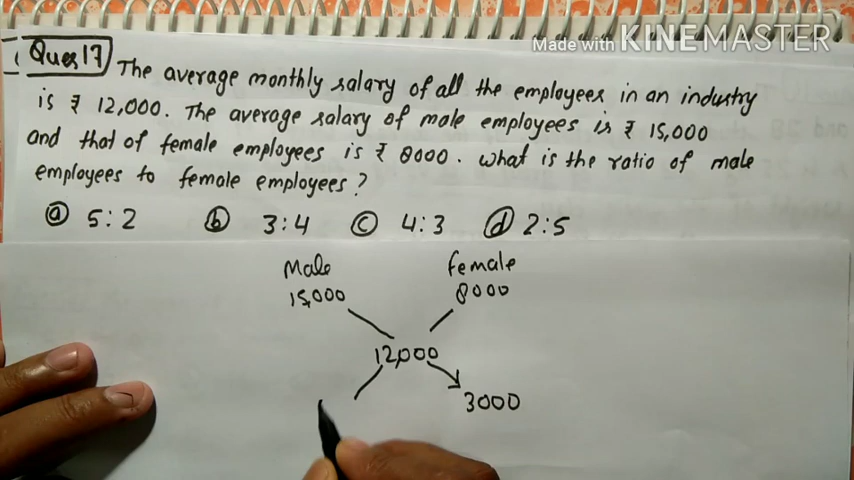 Made with KINEMASTER
Ques 17 The average monthly salary of all the employees in an industry
is ₹ 12,000. The average salary of male employees is ₹ 15,000
and that of female employees is ₹ 8000. What is the ratio of male
employees to female employees?
ⓐ 5:2 ⓑ 3:4 ⓒ 4:3 ⓓ 2:5
Male female
15,000 8000
12,000
3000